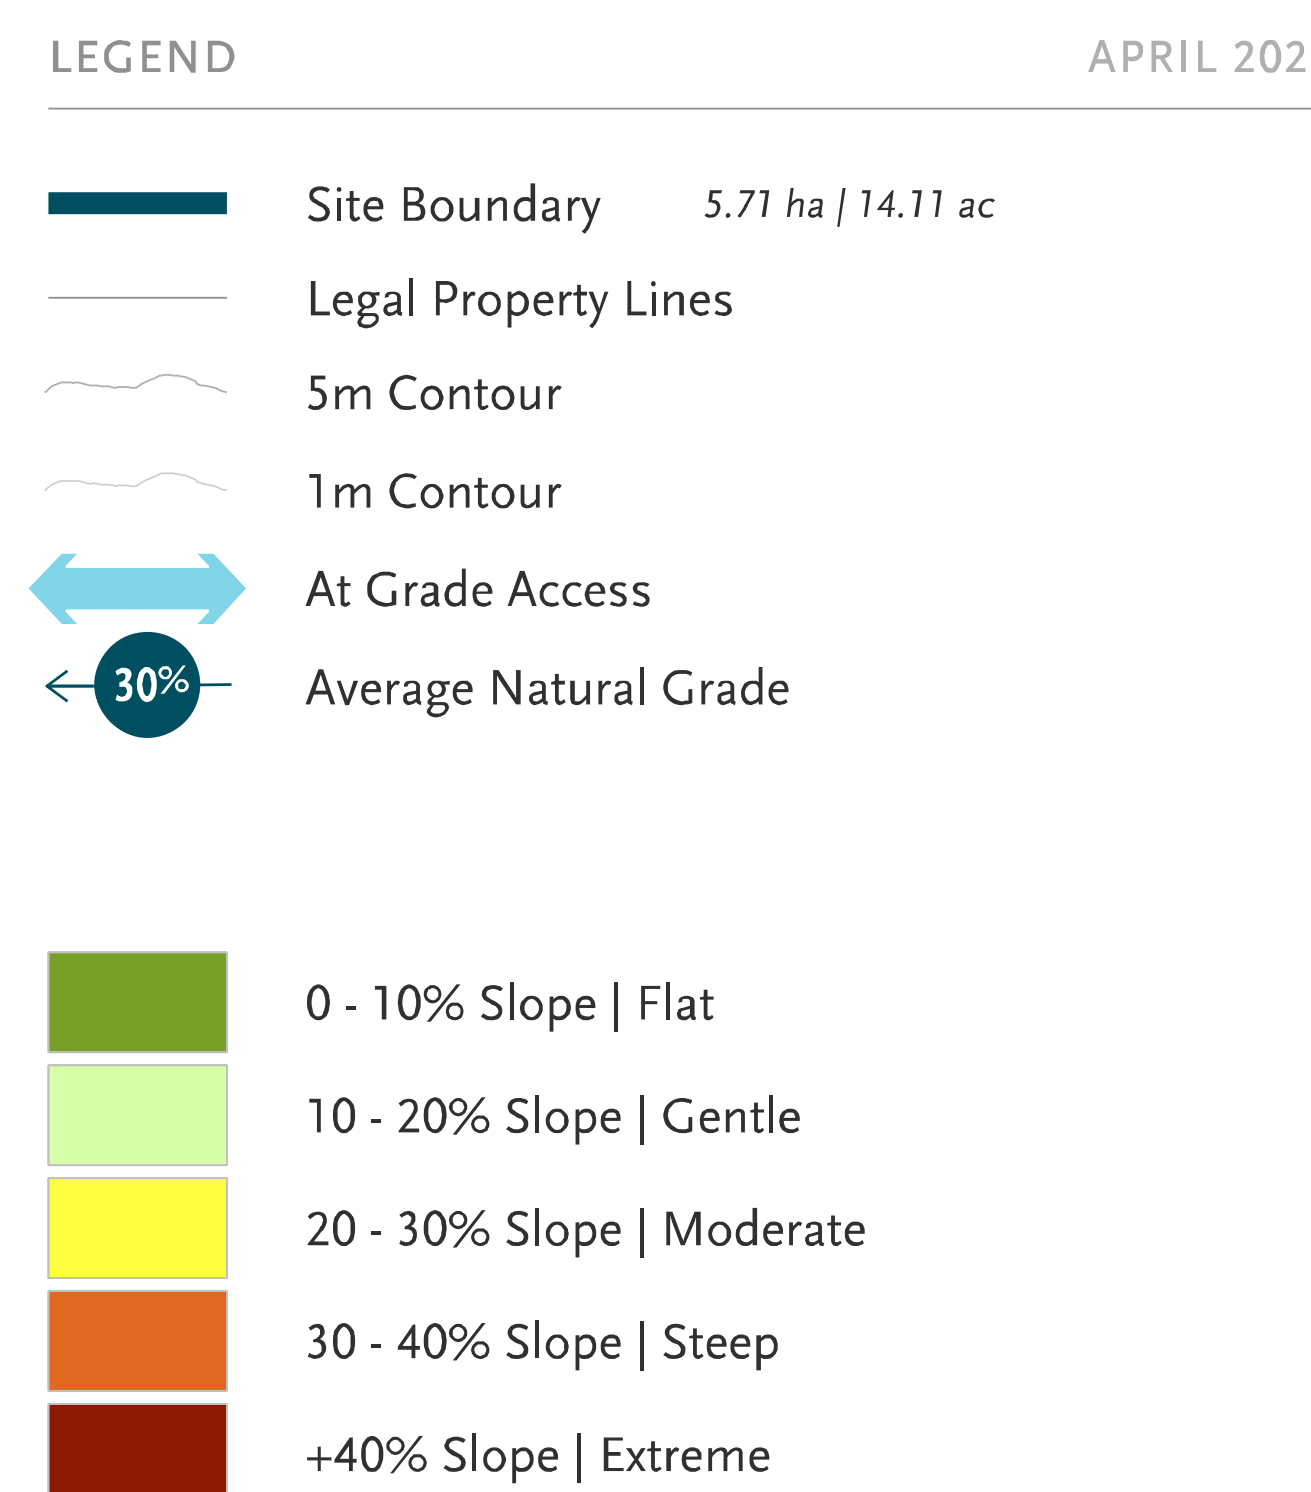 LEGEND APRIL 202
Site Boundary 5.71 ha | 14.11 ac
Legal Property Lines
5m Contour
1m Contour
At Grade Access
30% Average Natural Grade
0 - 10% Slope | Flat
10 - 20% Slope | Gentle
20 - 30% Slope | Moderate
30 - 40% Slope | Steep
+40% Slope | Extreme